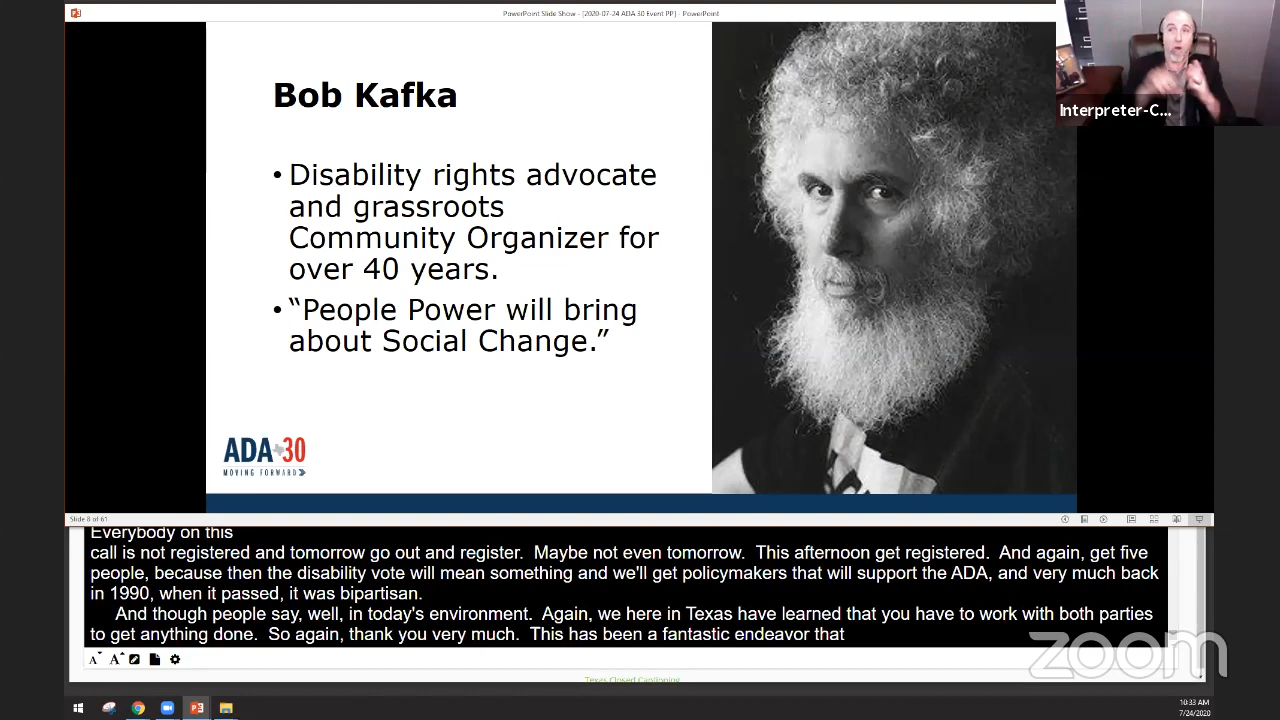 PowerPoint Slide Show - [2020-07-24 ADA 30 Event PP] - PowerPoint
Interpreter-C...
Bob Kafka
• Disability rights advocate
and grassroots
Community Organizer for
over 40 years.
• “People Power will bring
about Social Change.”
ADA 30
MOVING FORWARD
Slide 8 of 61
Everybody on this
call is not registered and tomorrow go out and register.  Maybe not even tomorrow.  This afternoon get registered.  And again, get five
people, because then the disability vote will mean something and we'll get policymakers that will support the ADA, and very much back
in 1990, when it passed, it was bipartisan.
And though people say, well, in today's environment.  Again, we here in Texas have learned that you have to work with both parties
to get anything done.  So again, thank you very much.  This has been a fantastic endeavor that
zoom
A A
Texas Closed Captioning
10:33 AM
7/24/2020